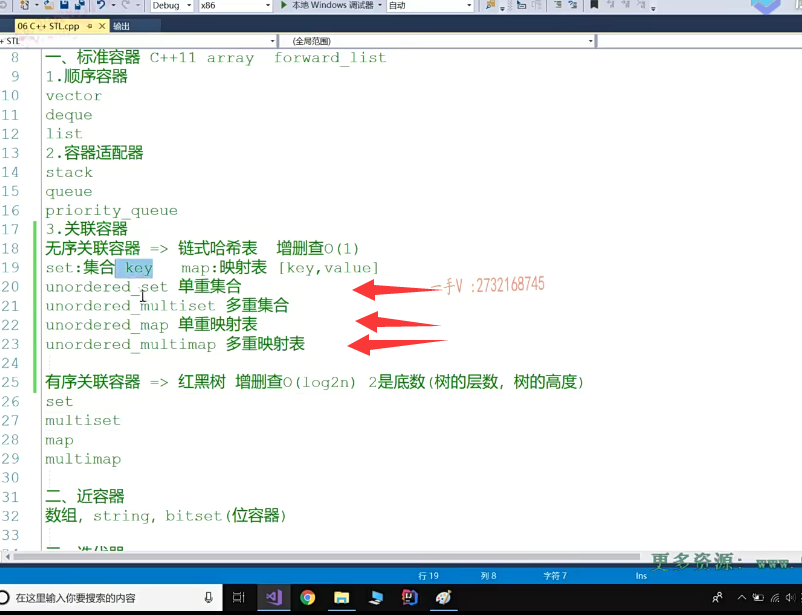 Debug
x86
本地 Windows 调试器
自动
06 C++ STL.cpp
输出
STL
(全局范围)
8 一、标准容器 C++11 array forward_list
9 1.顺序容器
10 vector
11 deque
12 list
13 2.容器适配器
14 stack
15 queue
16 priority_queue
17 3.关联容器
18 无序关联容器 => 链式哈希表 增删查O(1)
19 set:集合 key map:映射表 [key,value]
20 unordered_set 单重集合
一手V :2732168745
21 unordered_multiset 多重集合
22 unordered_map 单重映射表
23 unordered_multimap 多重映射表
24
25 有序关联容器 => 红黑树 增删查O(log2n) 2是底数(树的层数，树的高度)
26 set
27 multiset
28 map
29 multimap
30
31 二、近容器
32 数组，string，bitset(位容器)
33
更多资源：www.
行 19
列 8
字符 7
Ins
在这里输入你要搜索的内容